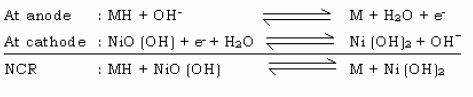 At anode : MH + OH⁻ ⇌ M + H₂O + e⁻
At cathode : NiO (OH) + e⁻ + H₂O ⇌ Ni (OH)₂ + OH⁻
NCR : MH + NiO (OH) ⇌ M + Ni (OH)₂